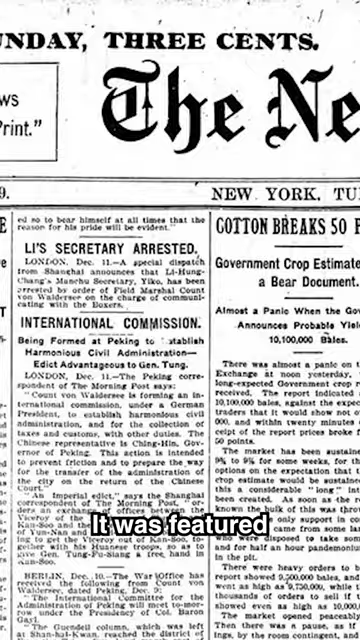 UNDAY, THREE CENTS.
WS
Print."
The Ne
9.
NEW YORK, TU
ed so to bear himself at all times that the
reason for his pride will be evident."
LI'S SECRETARY ARRESTED.
LONDON, Dec. 11.—A special dispatch
from Shanghai announces that Li-Hung-
Chang's Manchu Secretary, Yiko, has been
arrested by order of Field Marshal Count
von Waldersee on the charge of communi-
cating with the Boxers.
INTERNATIONAL COMMISSION.
Being Formed at Peking to Establish
Harmonious Civil Administration—
Edict Advantageous to Gen. Tung.
LONDON, Dec. 11.—The Peking corre-
spondent of The Morning Post says:
"Count von Waldersee is forming an in-
ternational commission, under a German
President, to establish harmonious civil
administration, and for the collection of
taxes and customs, with other duties. The
Chinese representative is Ching-Hsin, Gov-
ernor of Peking. This action is intended
to prevent friction and to prepare the way
for the transfer of the administration of
the city on the return of the Chinese
Court."
"An imperial edict," says the Shanghai
correspondent of The Morning Post, "or-
ders an exchange of offices between the
Viceroy of the
Kan-Soo and the
of Yun-Nan and
ing to get the Viceroy out of Kan-Soo, to-
gether with his Huanese troops, so as to
give Gen. Tung-Fu-Siang a free hand in
Kan-Soo."
BERLIN, Dec. 10.—The War Office has
received the following from Count von
Waldersee, dated Peking, Dec. 9:
"The International Committee for the
Administration of Peking will meet to-mor-
row under the Presidency of Col. Baron
Gayl.
"The Guendell column, which was left
at Shan-hai-Kwan, reached the district of
COTTON BREAKS 50 P
Government Crop Estimate
a Bear Document.
Almost a Panic When the Gov
Announces Probable Yiel
10,100,000 Bales.
There was almost a panic
Exchange at noon yesterday,
long-expected Government crop r
received. The report indicated
10,100,000 bales, against the expec
traders that it would show not o
000, and within twenty minutes
ceipt of the report prices broke f
50 points.
The market has been sustained
9¾ to 9⅞ for some weeks, for th
options on the expectation that
crop estimate would be sustained
this a considerable "long"
been created. As soon as the r
known the bulk of this was throw
only support in
came from some lar
who were disposed to take some
and for half an hour pandemoniu
in the pit.
There were heavy orders to b
report showed 9,500,000 bales, and
went as high as 9,750,000, while th
thousands of orders to sell if t
showed even as high as 10,000,0
The market opened peaceful
Then there was a pause, as
ings, by the room contingent,
It was featured